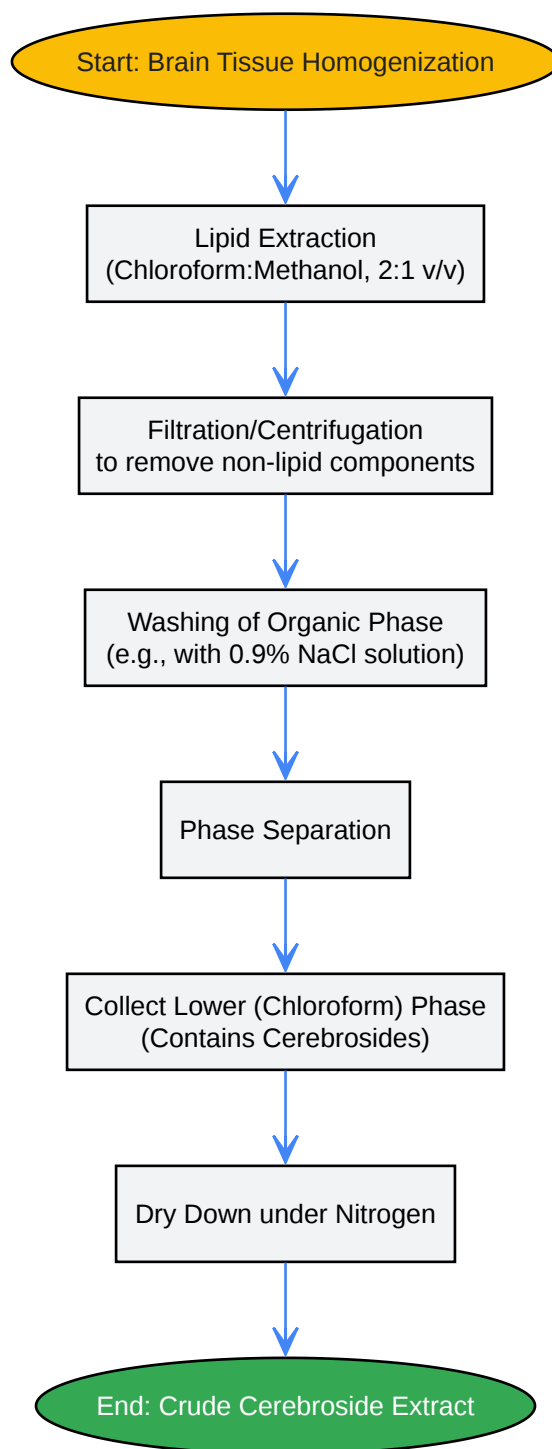 Start: Brain Tissue Homogenization
Lipid Extraction
(Chloroform:Methanol, 2:1 v/v)
Filtration/Centrifugation
to remove non-lipid components
Washing of Organic Phase
(e.g., with 0.9% NaCl solution)
Phase Separation
Collect Lower (Chloroform) Phase
(Contains Cerebrosides)
Dry Down under Nitrogen
End: Crude Cerebroside Extract